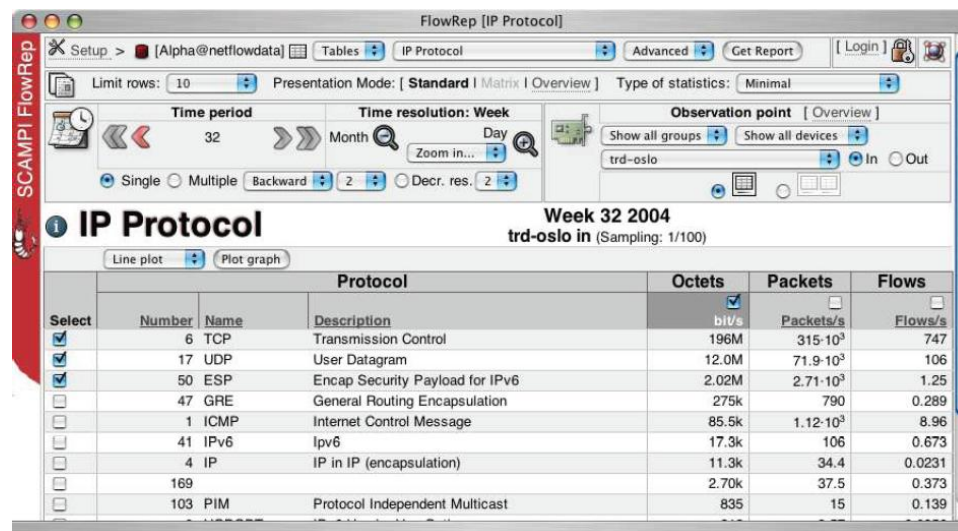 FlowRep [IP Protocol]
SCAMPI FlowRep
Setup > [Alpha@netflowdata] Tables IP Protocol Advanced Get Report [ Login ]
Limit rows: 10 Presentation Mode: [ Standard | Matrix | Overview ] Type of statistics: Minimal
Time period Time resolution: Week Observation point [ Overview ]
32 Month Day Show all groups Show all devices
Zoom in... trd-oslo In Out
Single Multiple Backward 2 Decr. res. 2
IP Protocol
Week 32 2004
trd-oslo in (Sampling: 1/100)
Line plot Plot graph
Protocol Octets Packets Flows
Select Number Name Description bit/s Packets/s Flows/s
6 TCP Transmission Control 196M 315·10³ 747
17 UDP User Datagram 12.0M 71.9·10³ 106
50 ESP Encap Security Payload for IPv6 2.02M 2.71·10³ 1.25
47 GRE General Routing Encapsulation 275k 790 0.289
1 ICMP Internet Control Message 85.5k 1.12·10³ 8.96
41 IPv6 Ipv6 17.3k 106 0.673
4 IP IP in IP (encapsulation) 11.3k 34.4 0.0231
169 2.70k 37.5 0.373
103 PIM Protocol Independent Multicast 835 15 0.139